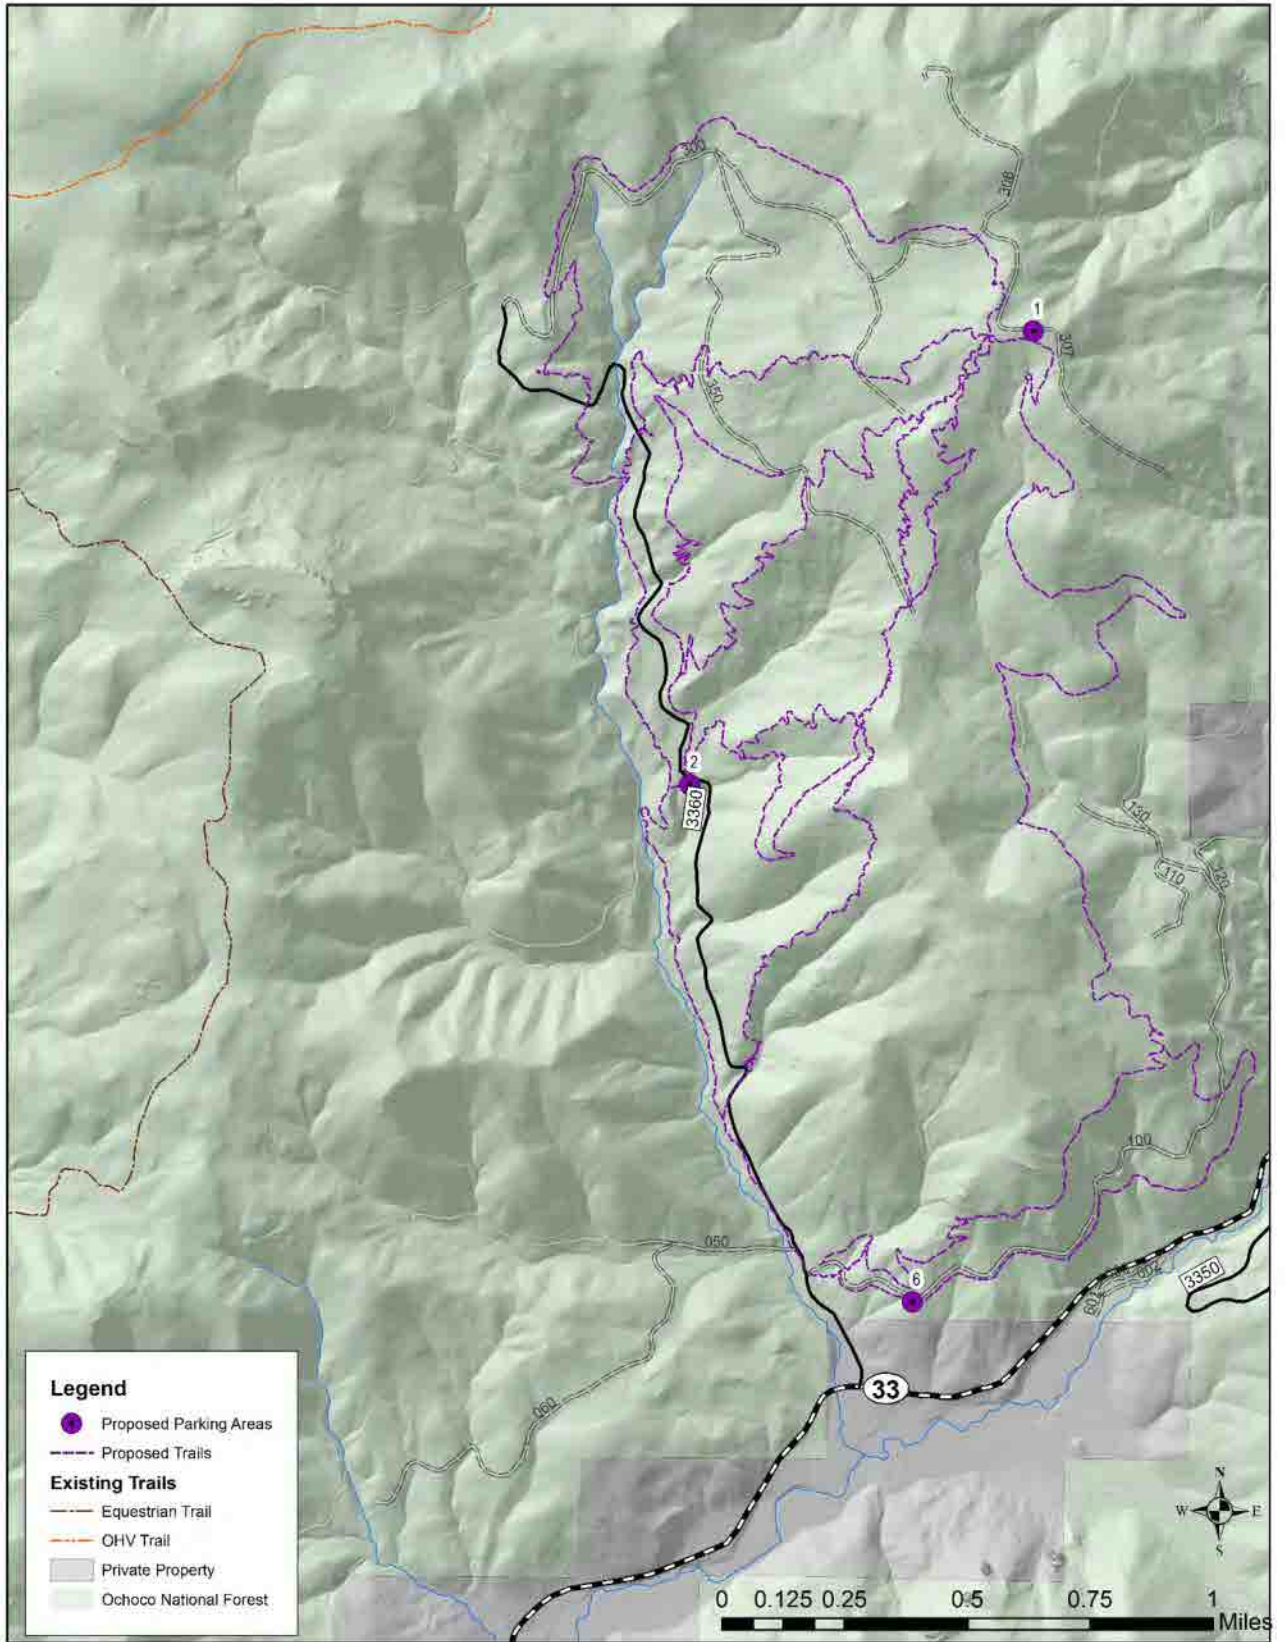 300
308
1
307
350
2
3360
130
110
120
100
050
6
3350
33
060
Legend
Proposed Parking Areas
Proposed Trails
Existing Trails
Equestrian Trail
OHV Trail
Private Property
Ochoco National Forest
N
W E
S
0 0.125 0.25 0.5 0.75 1
Miles